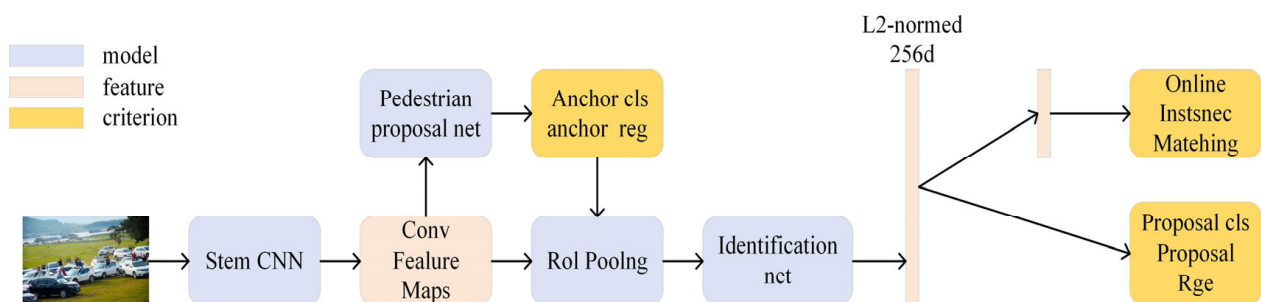 model
feature
criterion
L2-normed
256d
Pedestrian
proposal net
Anchor cls
anchor reg
Online
Instsnec
Matehing
Stem CNN
Conv
Fealure
Maps
Rol Poolng
Identification
nct
Proposal cls
Proposal
Rge